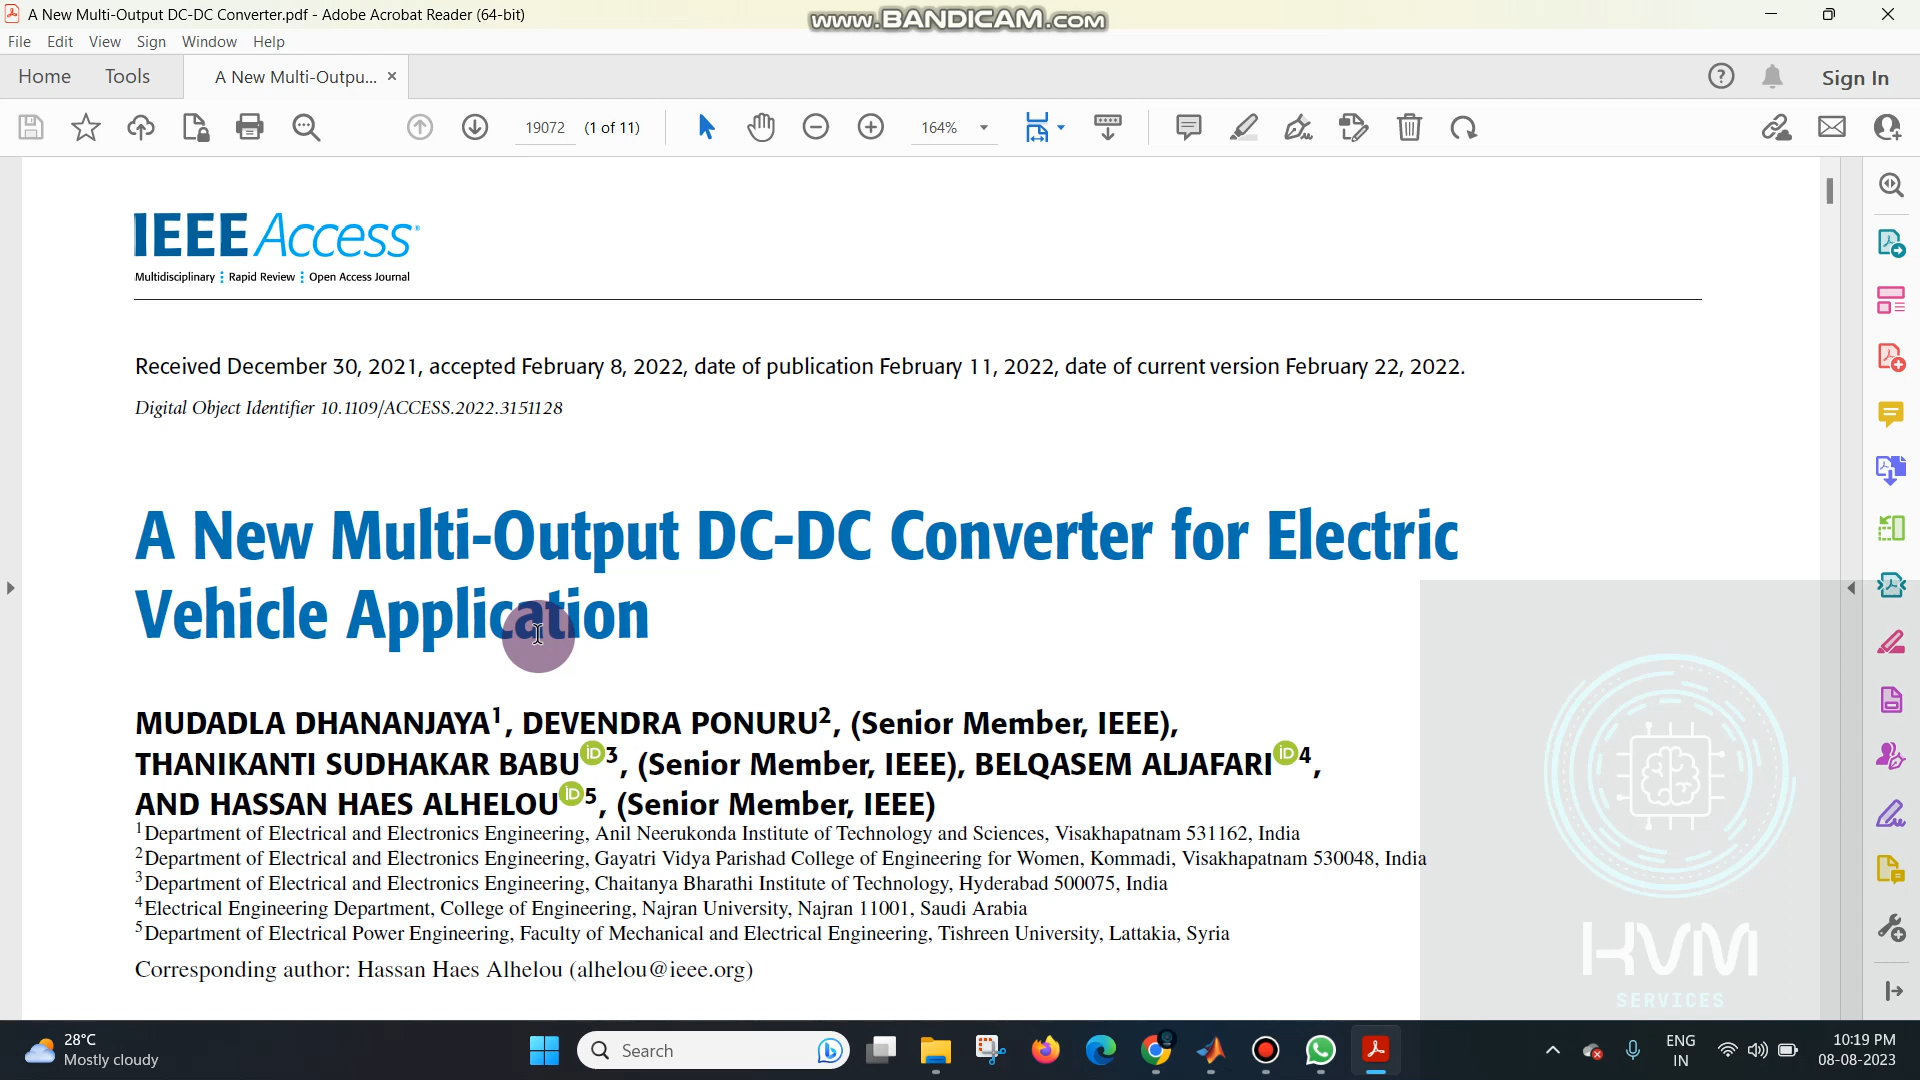 A New Multi-Output DC-DC Converter.pdf - Adobe Acrobat Reader (64-bit)
www.BANDICAM.com
File Edit View Sign Window Help
Home Tools A New Multi-Outpu... × Sign In
19072 (1 of 11) 164%
IEEE Access®
Multidisciplinary Rapid Review Open Access Journal
Received December 30, 2021, accepted February 8, 2022, date of publication February 11, 2022, date of current version February 22, 2022.
Digital Object Identifier 10.1109/ACCESS.2022.3151128
A New Multi-Output DC-DC Converter for Electric
Vehicle Application
MUDADLA DHANANJAYA1, DEVENDRA PONURU2, (Senior Member, IEEE),
THANIKANTI SUDHAKAR BABU iD 3, (Senior Member, IEEE), BELQASEM ALJAFARI iD 4,
AND HASSAN HAES ALHELOU iD 5, (Senior Member, IEEE)
1Department of Electrical and Electronics Engineering, Anil Neerukonda Institute of Technology and Sciences, Visakhapatnam 531162, India
2Department of Electrical and Electronics Engineering, Gayatri Vidya Parishad College of Engineering for Women, Kommadi, Visakhapatnam 530048, India
3Department of Electrical and Electronics Engineering, Chaitanya Bharathi Institute of Technology, Hyderabad 500075, India
4Electrical Engineering Department, College of Engineering, Najran University, Najran 11001, Saudi Arabia
5Department of Electrical Power Engineering, Faculty of Mechanical and Electrical Engineering, Tishreen University, Lattakia, Syria
Corresponding author: Hassan Haes Alhelou (alhelou@ieee.org)
KVM
SERVICES
28°C
Mostly cloudy
Search
ENG
IN
10:19 PM
08-08-2023